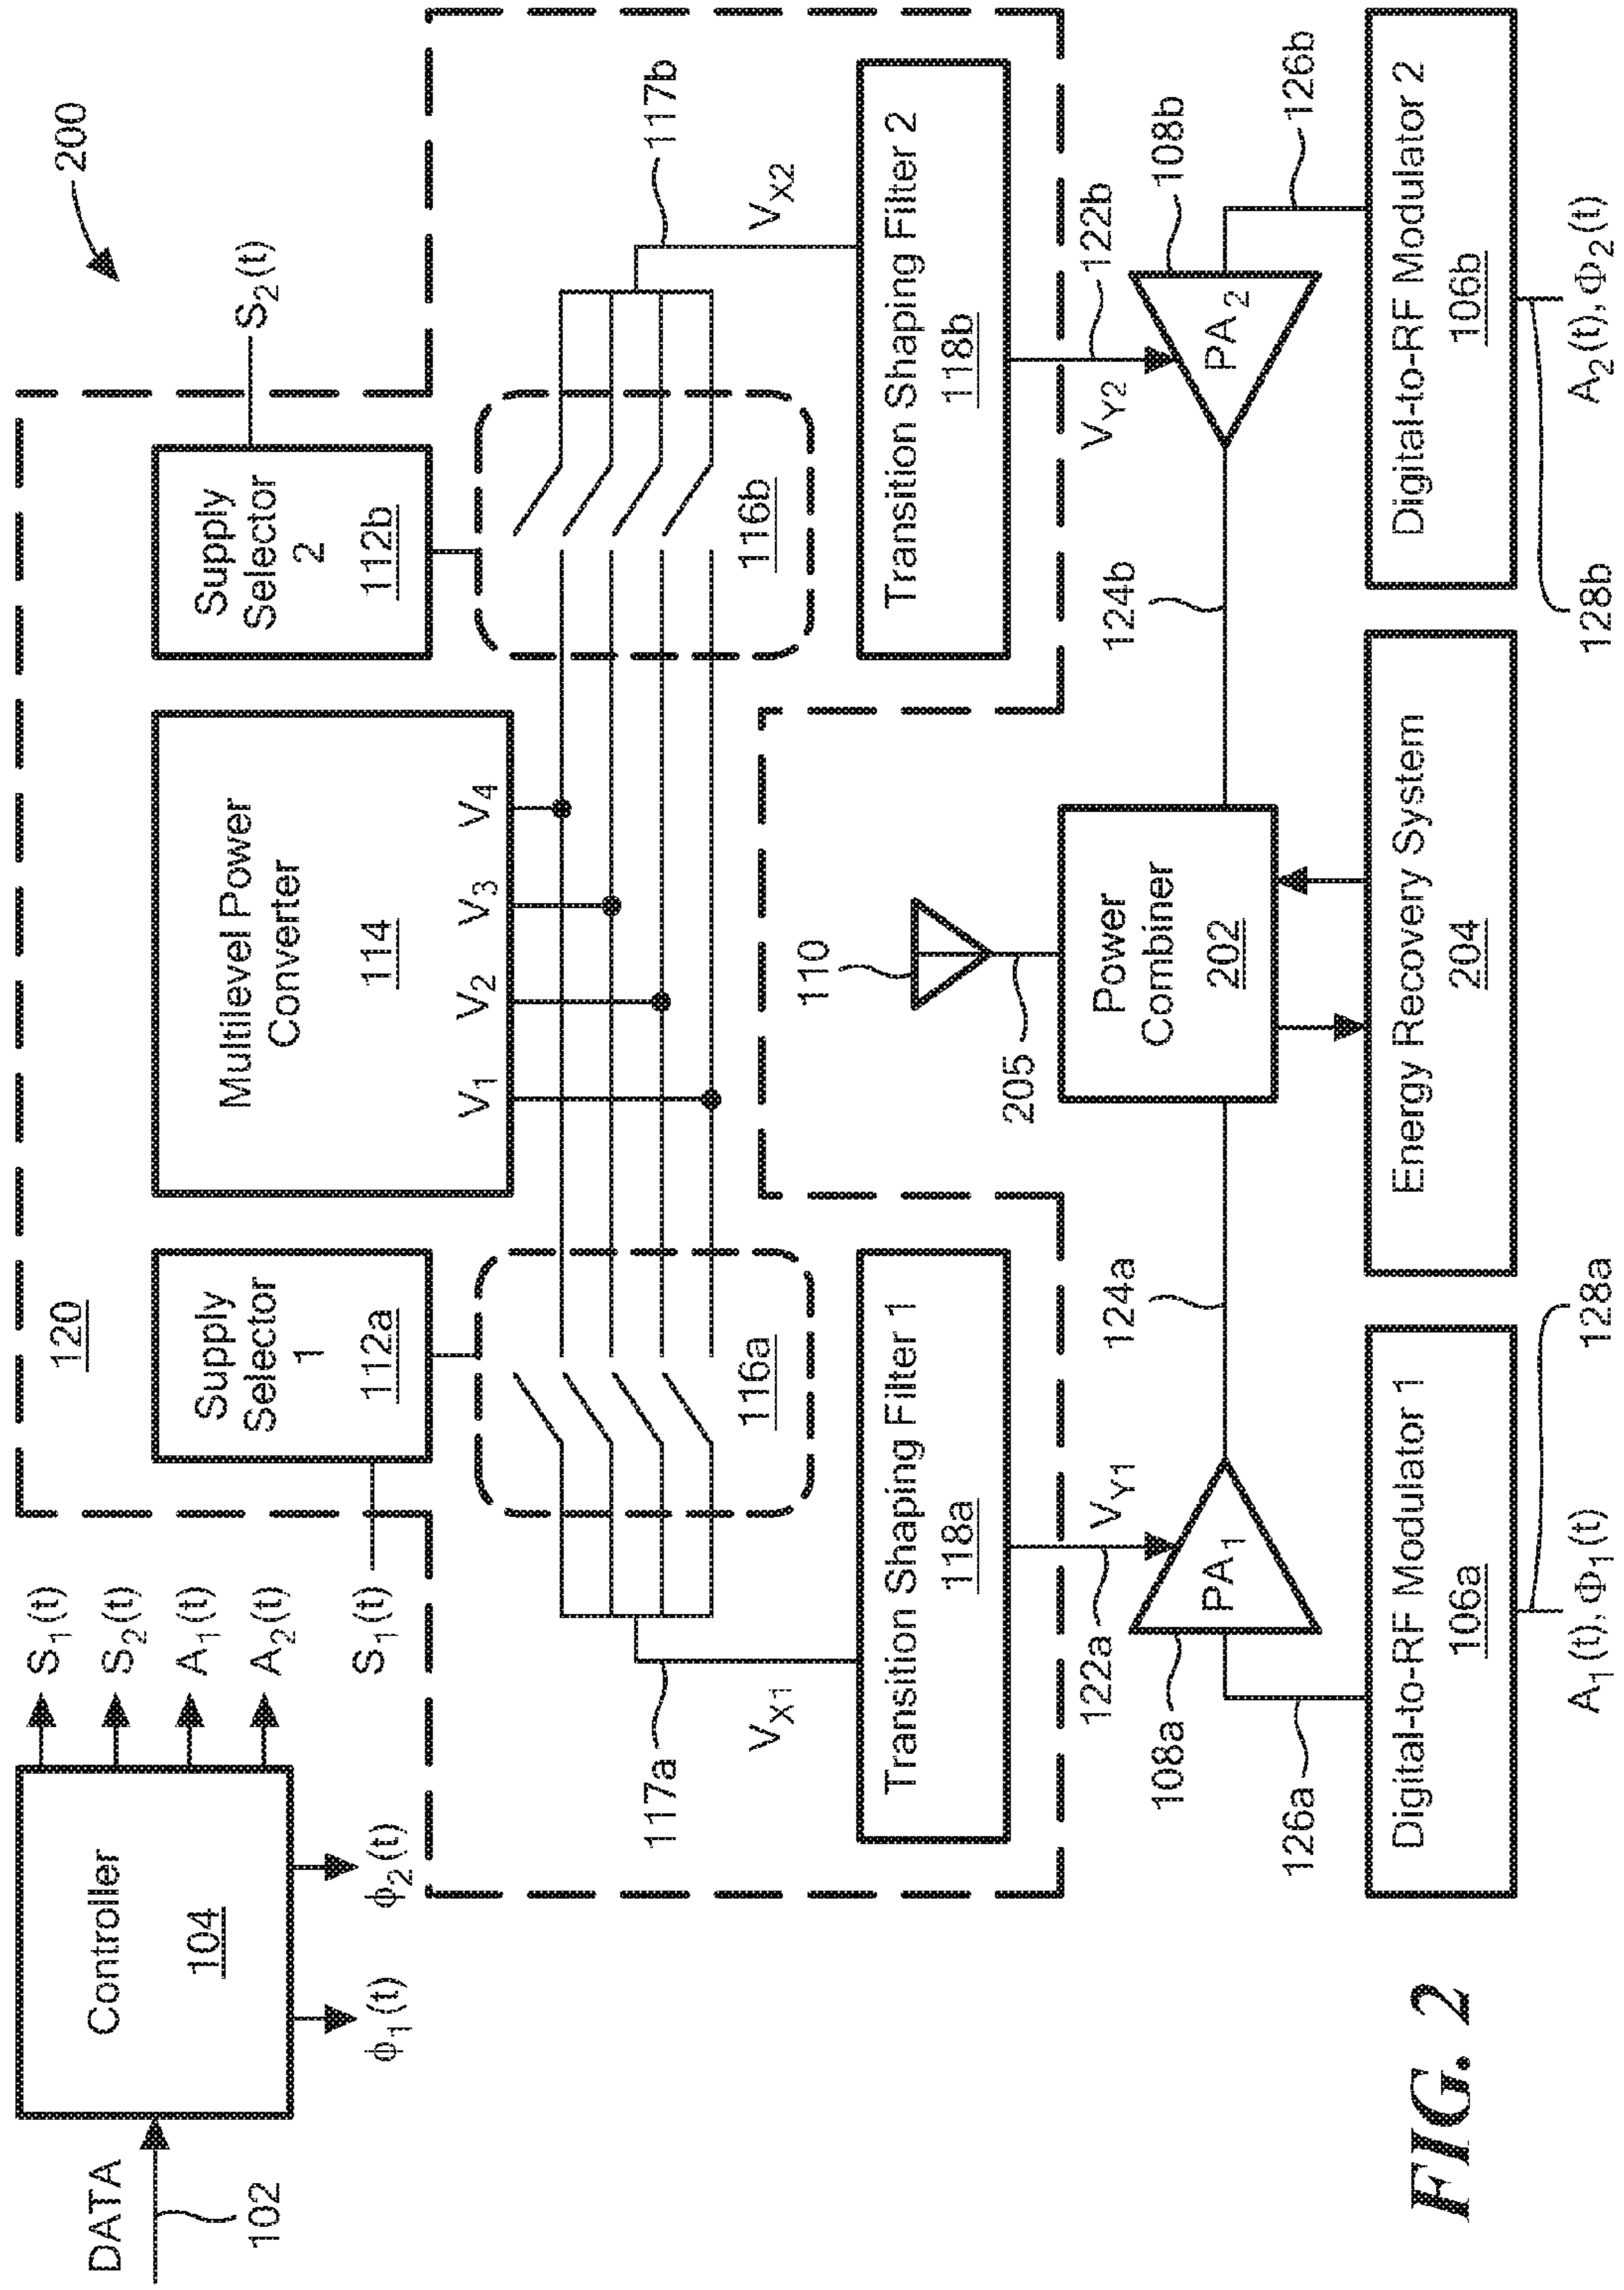 DATA
102
Controller
104
S1(t)
S2(t)
A1(t)
A2(t)
ϕ1(t)
ϕ2(t)
200
120
S1(t)
Supply
Selector
1
112a
Multilevel Power
Converter
114
V1
V2
V3
V4
Supply
Selector
2
112b
S2(t)
116a
116b
117a
117b
VX1
VX2
Transition Shaping Filter 1
118a
Transition Shaping Filter 2
118b
110
205
122a
VY1
VY2
122b
108a
PA1
124a
Power
Combiner
202
124b
PA2
108b
126a
126b
Digital-to-RF Modulator 1
106a
Energy Recovery System
204
Digital-to-RF Modulator 2
106b
A1(t), Φ1(t)
128a
128b
A2(t), Φ2(t)
FIG. 2